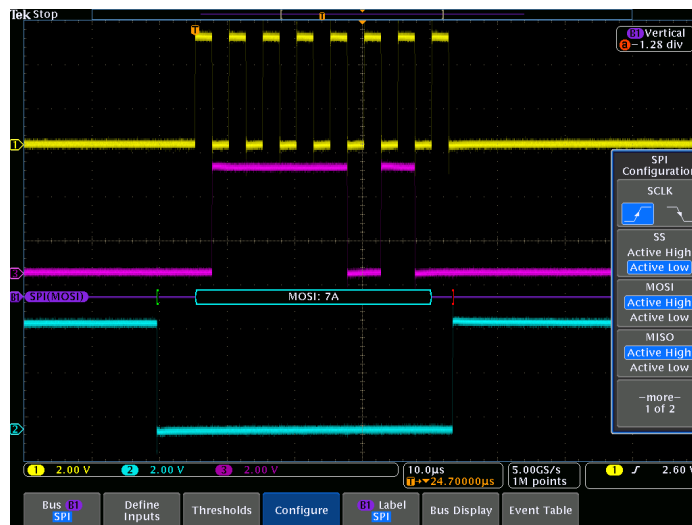 Tek Stop
T
T
B1 Vertical
a -1.28 div
1
SPI
Configuration
SCLK
SS
Active High
Active Low
3
B1 SPI(MOSI)
MOSI: 7A
MOSI
Active High
Active Low
MISO
Active High
Active Low
2
-more-
1 of 2
1 2.00 V
2 2.00 V
3 2.00 V
10.0µs
T→▼24.70000µs
5.00GS/s
1M points
1 2.60 V
Bus B1
SPI
Define
Inputs
Thresholds
Configure
B1 Label
SPI
Bus Display
Event Table